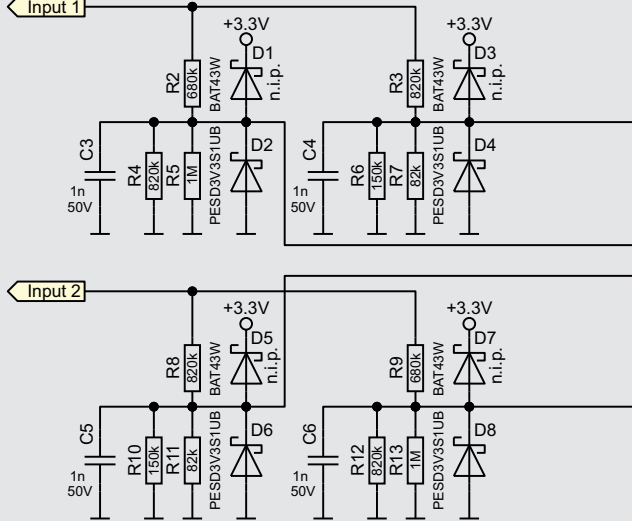 Input 1
+3.3V
D1
n.i.p.
BAT43W
R2
680k
+3.3V
D3
n.i.p.
BAT43W
R3
820k
C3
1n
50V
R4
820k
R5
1M
PESD3V3S1UB
D2
C4
1n
50V
R6
150k
R7
82k
PESD3V3S1UB
D4
Input 2
+3.3V
D5
n.i.p.
BAT43W
R8
820k
+3.3V
D7
n.i.p.
BAT43W
R9
680k
C5
1n
50V
R10
150k
R11
82k
PESD3V3S1UB
D6
C6
1n
50V
R12
820k
R13
1M
PESD3V3S1UB
D8